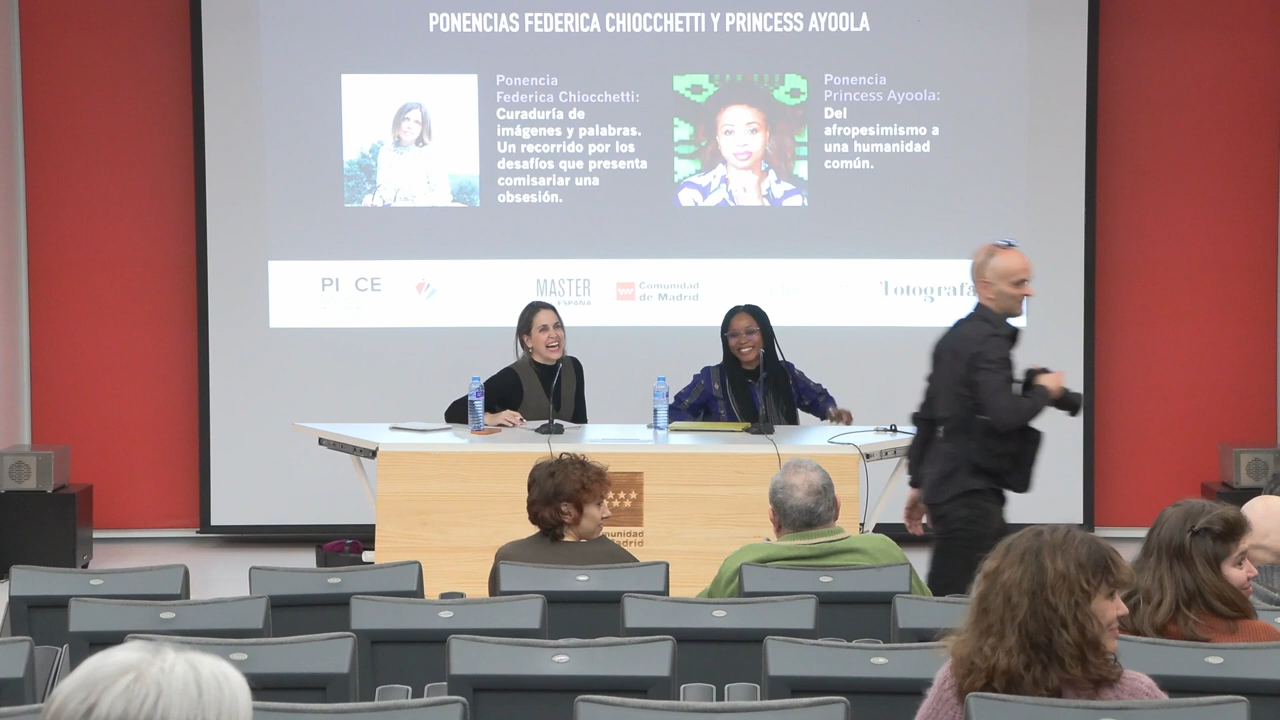 PONENCIAS FEDERICA CHIOCCHETTI Y PRINCESS AYOOLA
Ponencia
Federica Chiocchetti:
Curaduría de
imágenes y palabras.
Un recorrido por los
desafíos que presenta
comisariar una
obsesión.
Ponencia
Princess Ayoola:
Del
afropesimismo a
una humanidad
común.
MASTER
ESPAÑA
Comunidad
de Madrid